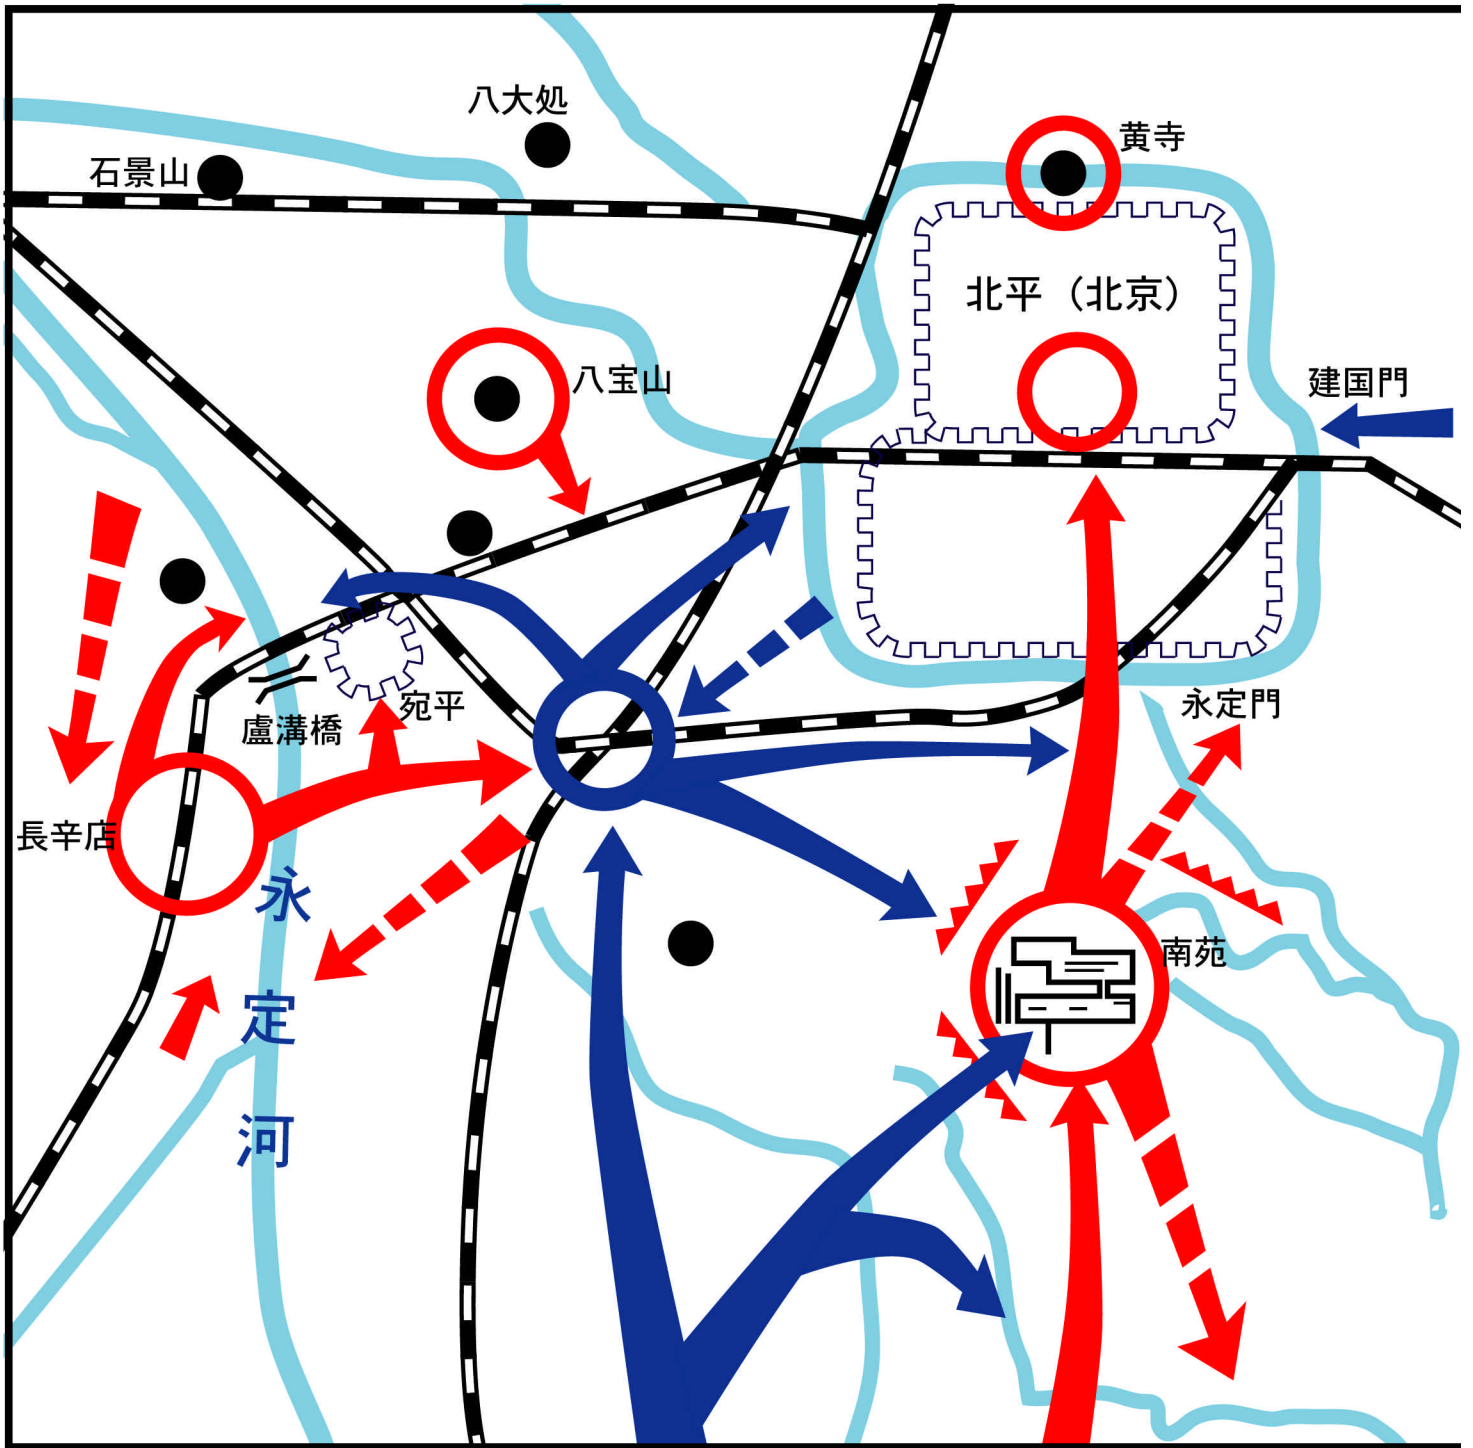 八大処
黄寺
石景山
北平（北京）
八宝山
建国門
宛平
永定門
盧溝橋
長辛店
永定河
南苑